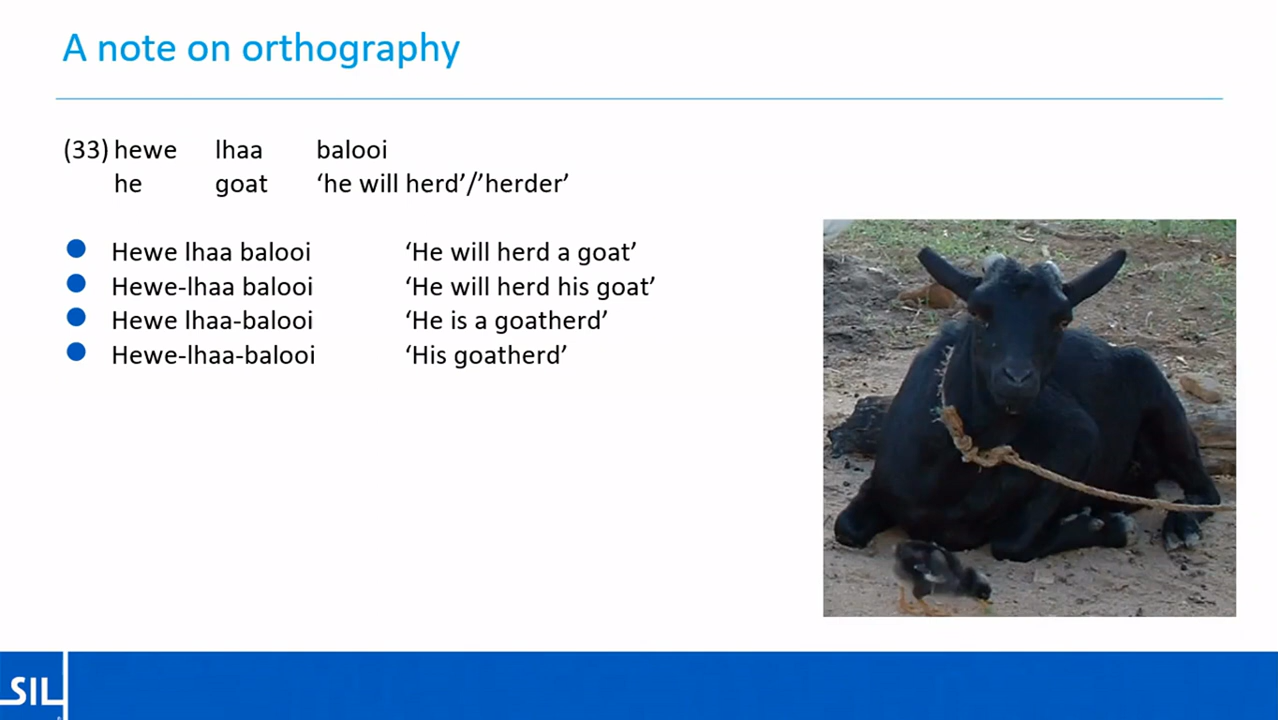 A note on orthography
(33) hewe lhaa balooi
he goat ‘he will herd’/’herder’
● Hewe lhaa balooi ‘He will herd a goat’
● Hewe-lhaa balooi ‘He will herd his goat’
● Hewe lhaa-balooi ‘He is a goatherd’
● Hewe-lhaa-balooi ‘His goatherd’
SIL